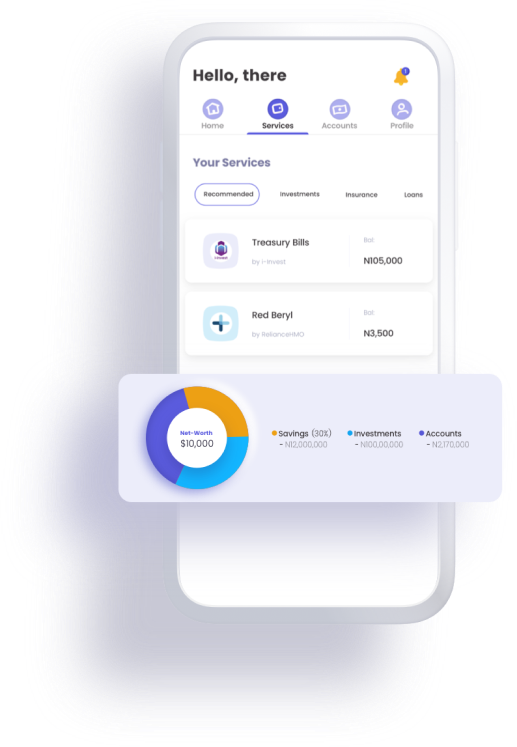 Hello, there
1
Home
Services
Accounts
Profile
Your Services
Recommended
Investments
Insurance
Loans
Treasury Bills
by i-Invest
Bal:
N105,000
Red Beryl
by RelianceHMO
Bal:
N3,500
Net-Worth
$10,000
Savings (30%)
- N12,000,000
Investments
- N100,00,000
Accounts
- N2,170,000